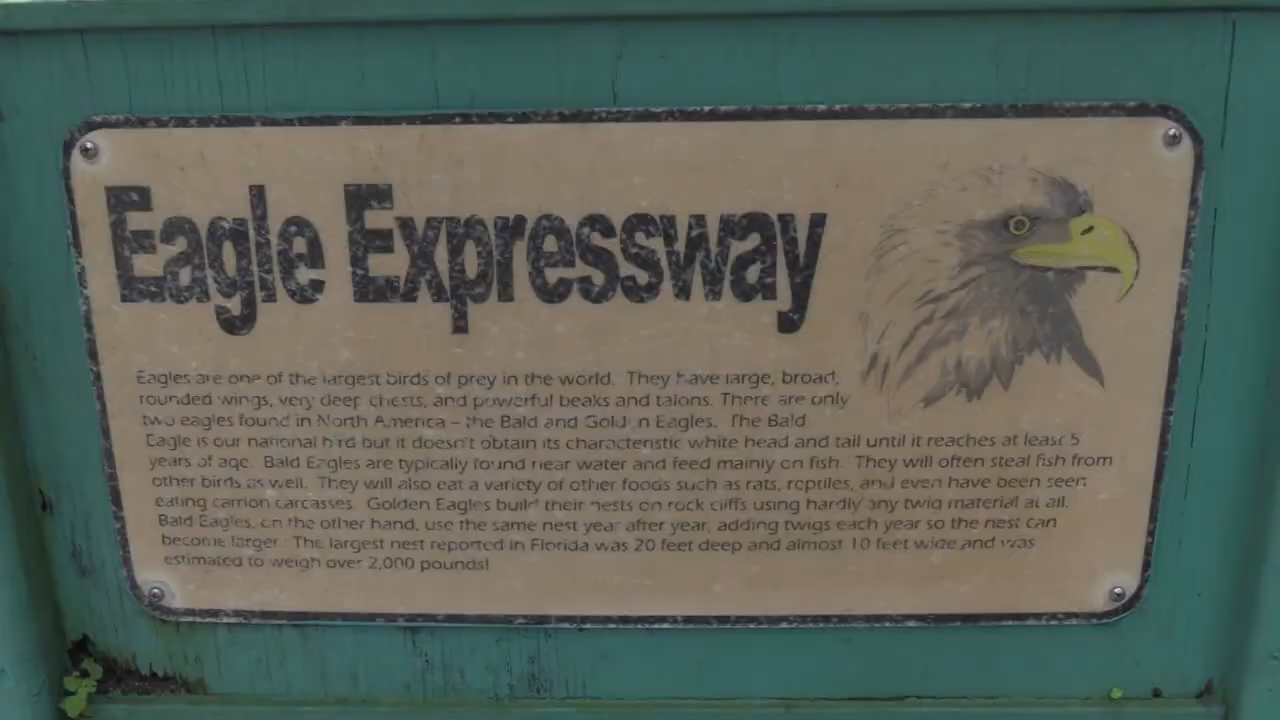 Eagle Expressway
Eagles are one of the largest birds of prey in the world. They have large, broad,
rounded wings, very deep chests, and powerful beaks and talons. There are only
two eagles found in North America – the Bald and Golden Eagles. The Bald
Eagle is our national bird but it doesn't obtain its characteristic white head and tail until it reaches at least 5
years of age. Bald Eagles are typically found near water and feed mainly on fish. They will often steal fish from
other birds as well. They will also eat a variety of other foods such as rats, reptiles, and even have been seen
eating carrion carcasses. Golden Eagles build their nests on rock cliffs using hardly any twig material at all.
Bald Eagles, on the other hand, use the same nest year after year, adding twigs each year so the nest can
become larger. The largest nest reported in Florida was 20 feet deep and almost 10 feet wide and was
estimated to weigh over 2,000 pounds!